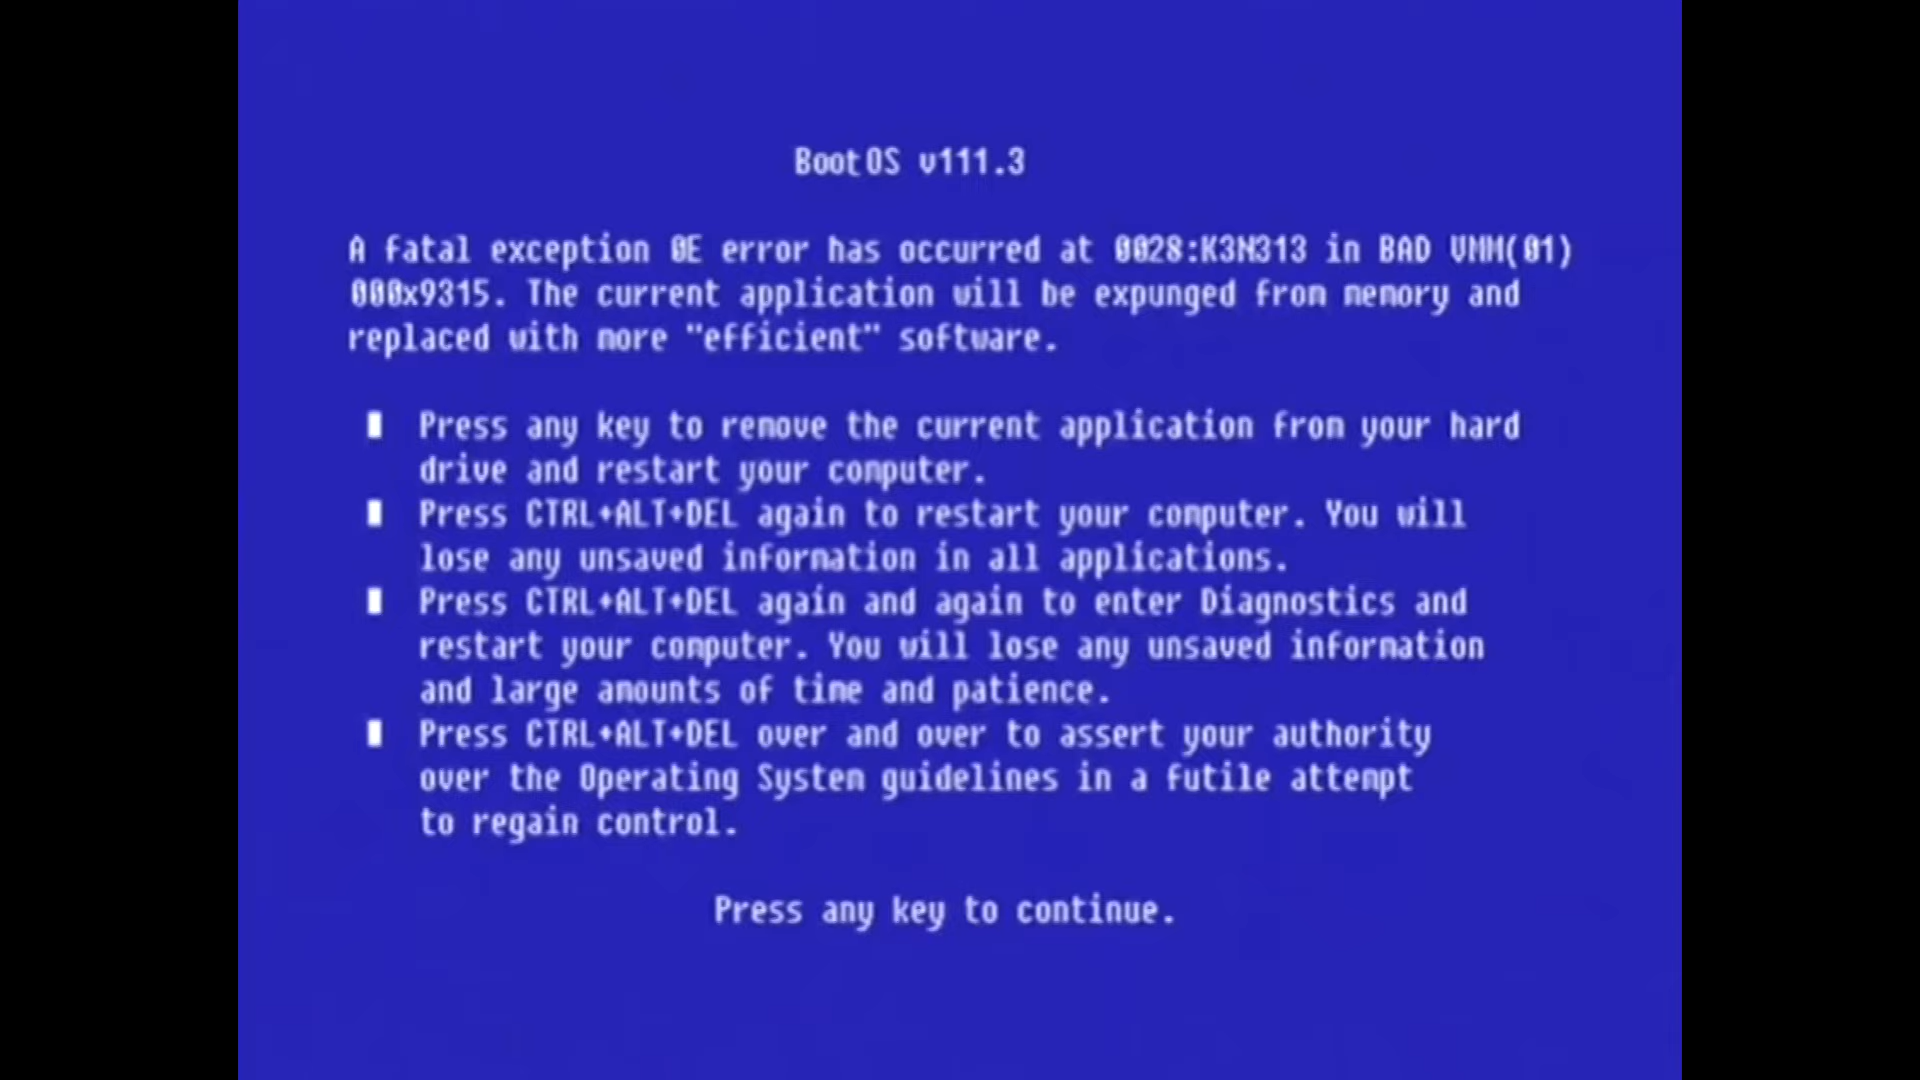 BootOS v111.3
A fatal exception 0E error has occurred at 0028:K3N313 in BAD VMM(01)
000x9315. The current application will be expunged from memory and
replaced with more "efficient" software.
Press any key to remove the current application from your hard
drive and restart your computer.
Press CTRL+ALT+DEL again to restart your computer. You will
lose any unsaved information in all applications.
Press CTRL+ALT+DEL again and again to enter Diagnostics and
restart your computer. You will lose any unsaved information
and large amounts of time and patience.
Press CTRL+ALT+DEL over and over to assert your authority
over the Operating System guidelines in a futile attempt
to regain control.
Press any key to continue.